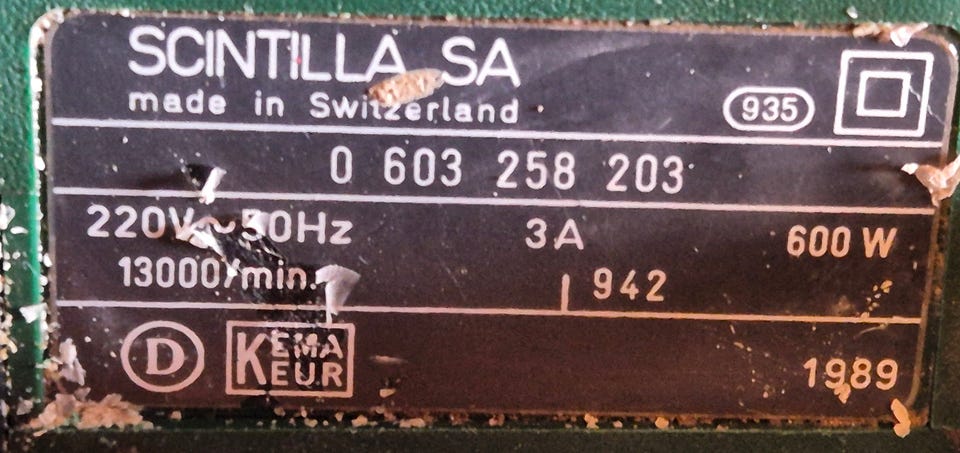 SCINTILLA SA
made in Switzerland
935
0 603 258 203
220V~50Hz 3A 600W
13000/min. 942
D KEMA KEUR 1989